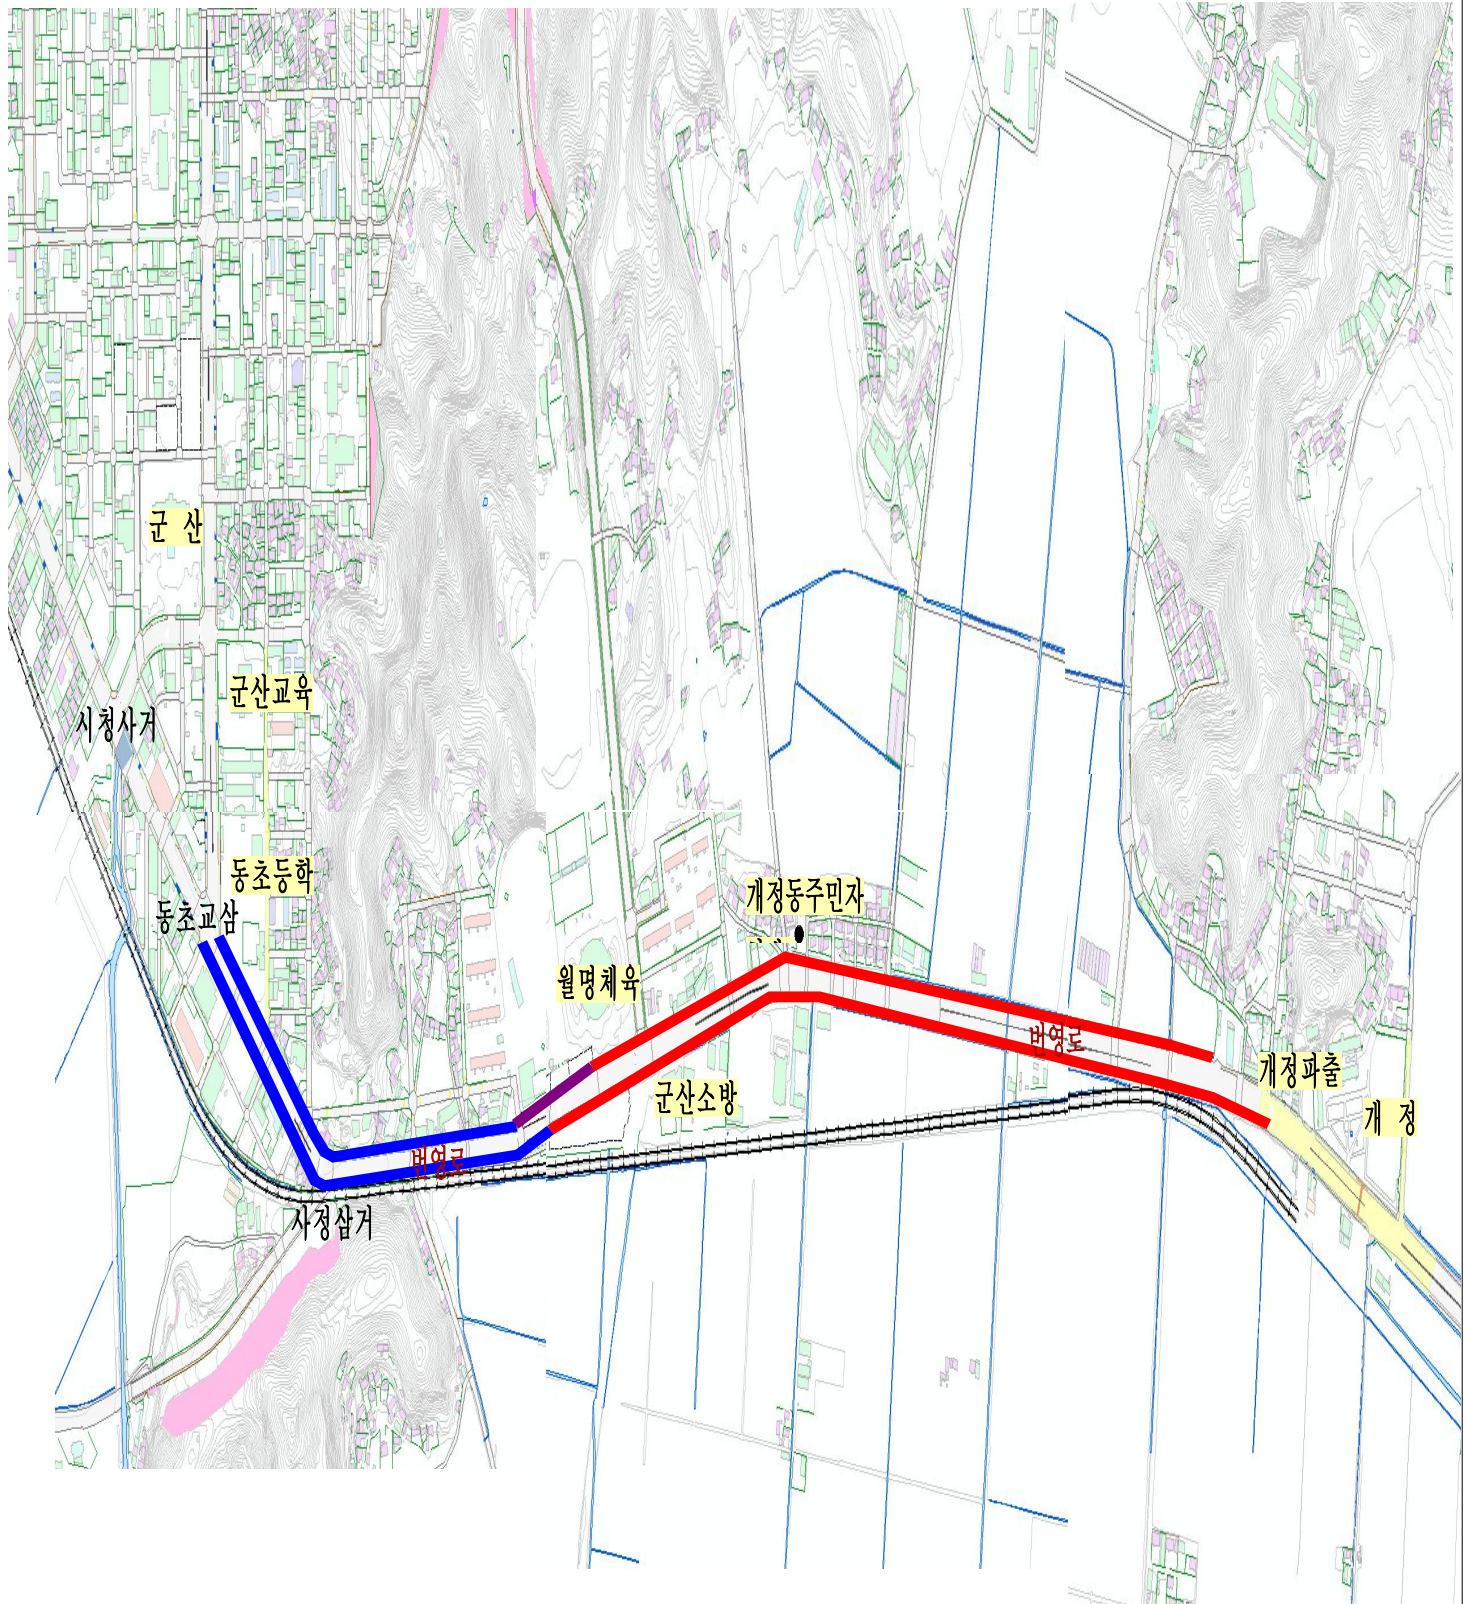 군 산
군산교육
시청사거
동초등학
동초교삼
개정동주민자
월명체육
번영로
개정파출
군산소방
개 정
번영로
사정삼거